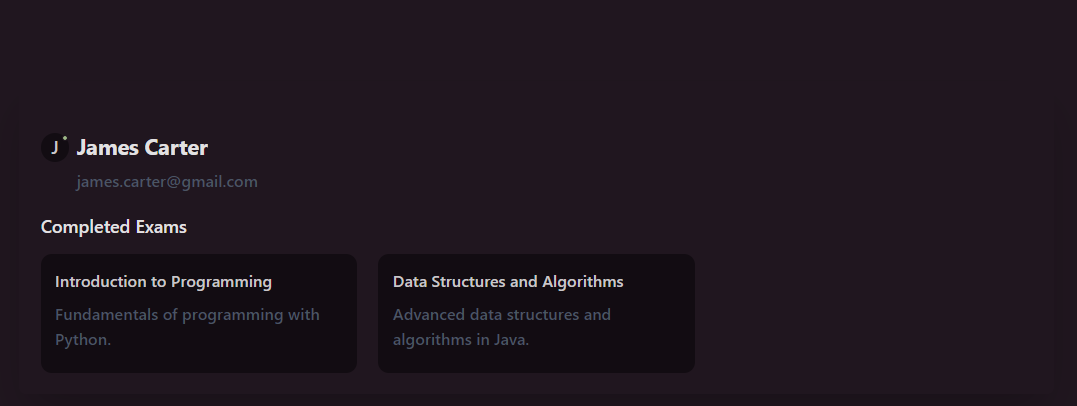 J James Carter
james.carter@gmail.com
Completed Exams
Introduction to Programming
Fundamentals of programming with
Python.
Data Structures and Algorithms
Advanced data structures and
algorithms in Java.